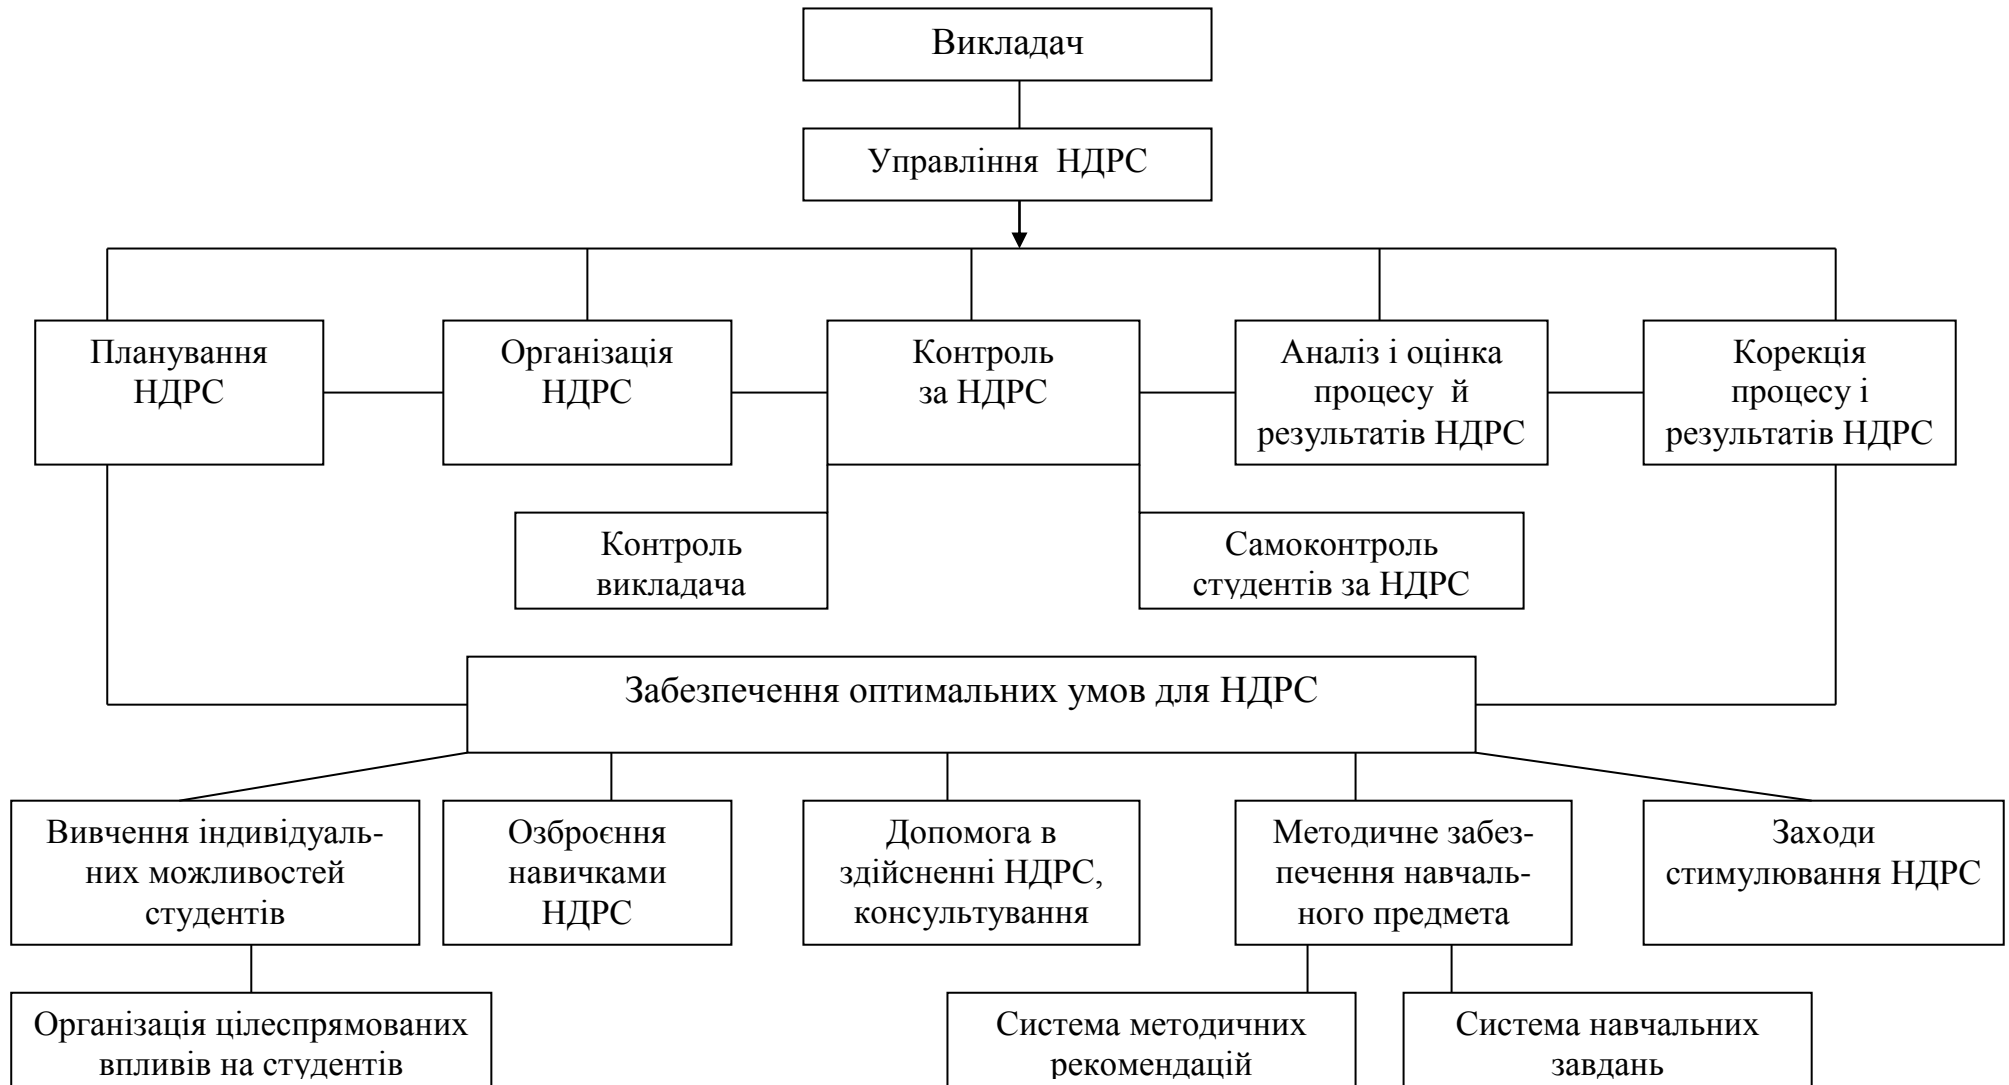 Викладач
Управління НДРС
Планування
НДРС
Організація
НДРС
Контроль
за НДРС
Аналіз і оцінка
процесу й
результатів НДРС
Корекція
процесу і
результатів НДРС
Контроль
викладача
Самоконтроль
студентів за НДРС
Забезпечення оптимальних умов для НДРС
Вивчення індивідуаль-
них можливостей
студентів
Озброєння
навичками
НДРС
Допомога в
здійсненні НДРС,
консультування
Методичне забез-
печення навчаль-
ного предмета
Заходи
стимулювання НДРС
Організація цілеспрямованих
впливів на студентів
Система методичних
рекомендацій
Система навчальних
завдань